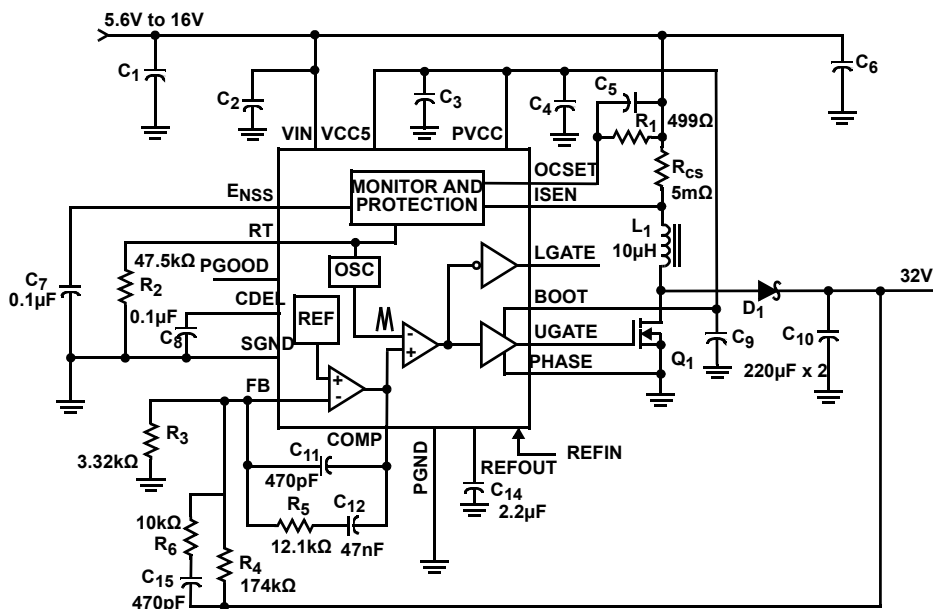 5.6V to 16V
C1
C2
C3
C4
C5
C6
R1
499Ω
VIN
VCC5
PVCC
OCSET
RCS
5mΩ
ENSS
MONITOR AND
PROTECTION
ISEN
RT
L1
10µH
47.5kΩ
OSC
LGATE
C7
0.1µF
PGOOD
R2
CDEL
BOOT
D1
32V
0.1µF
C8
REF
UGATE
C9
C10
SGND
PHASE
Q1
220µF x 2
FB
R3
3.32kΩ
COMP
PGND
REFOUT
REFIN
C11
470pF
C12
C14
2.2µF
R5
12.1kΩ
47nF
10kΩ
R6
R4
174kΩ
C15
470pF